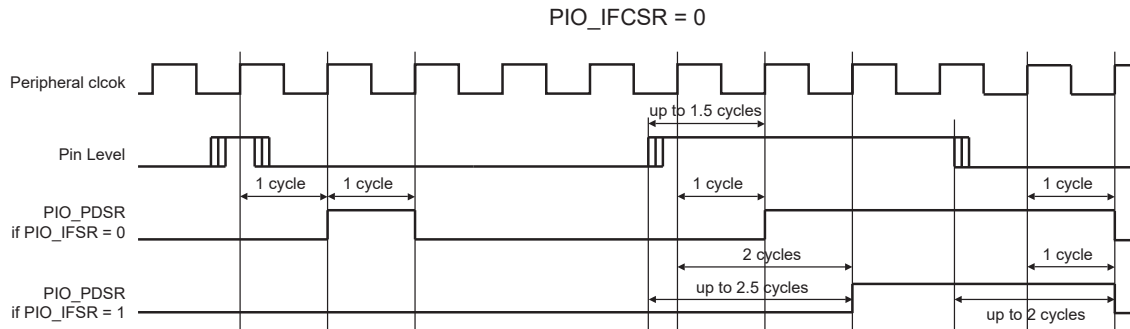 PIO_IFCSR = 0
Peripheral clcok
up to 1.5 cycles
Pin Level
1 cycle
1 cycle
1 cycle
1 cycle
PIO_PDSR
if PIO_IFSR = 0
2 cycles
1 cycle
PIO_PDSR
if PIO_IFSR = 1
up to 2.5 cycles
up to 2 cycles